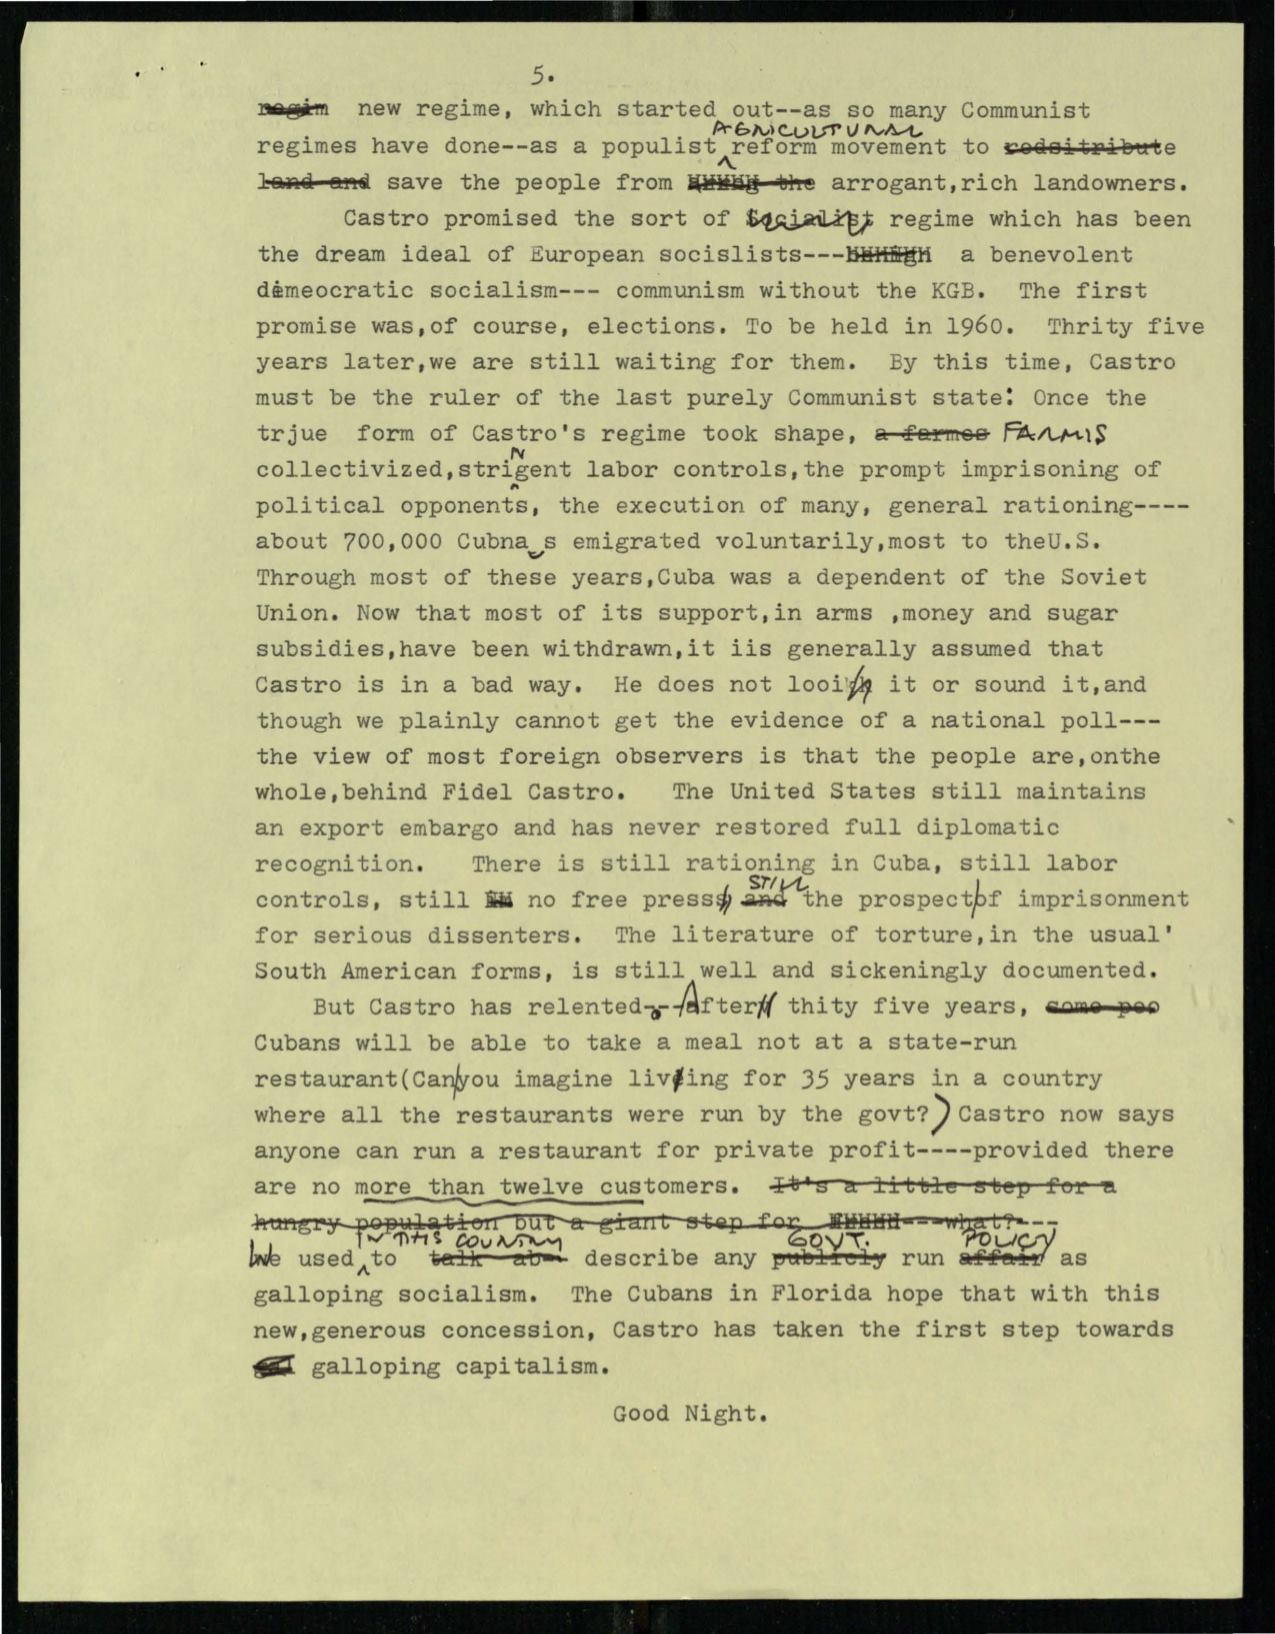 5.
regim new regime, which started out--as so many Communist
AGRICULTURAL
regimes have done--as a populist reform movement to redsitribute
land and save the people from the arrogant,rich landowners.
Castro promised the sort of Socialist regime which has been
the dream ideal of European socislists--- a benevolent
dimeocratic socialism--- communism without the KGB. The first
promise was,of course, elections. To be held in 1960. Thrity five
years later,we are still waiting for them. By this time, Castro
must be the ruler of the last purely Communist state: Once the
trjue form of Castro's regime took shape, a farmes FARMS
N
collectivized,strigent labor controls,the prompt imprisoning of
political opponents, the execution of many, general rationing----
about 700,000 Cubna s emigrated voluntarily,most to theU.S.
Through most of these years,Cuba was a dependent of the Soviet
Union. Now that most of its support,in arms ,money and sugar
subsidies,have been withdrawn,it iis generally assumed that
Castro is in a bad way. He does not looi it or sound it,and
though we plainly cannot get the evidence of a national poll---
the view of most foreign observers is that the people are,onthe
whole,behind Fidel Castro. The United States still maintains
an export embargo and has never restored full diplomatic
recognition. There is still rationing in Cuba, still labor
STILL
controls, still no free presss, and the prospect of imprisonment
for serious dissenters. The literature of torture,in the usual'
South American forms, is still well and sickeningly documented.
But Castro has relented. After thity five years, some peo
Cubans will be able to take a meal not at a state-run
restaurant(Can you imagine living for 35 years in a country
where all the restaurants were run by the govt?) Castro now says
anyone can run a restaurant for private profit----provided there
are no more than twelve customers. It's a little step for a
hungry population but a giant step for ---what?---
IN THIS COUNTRY GOVT. POLICY
We used to talk ab describe any publicly run affair as
galloping socialism. The Cubans in Florida hope that with this
new,generous concession, Castro has taken the first step towards
galloping capitalism.
Good Night.